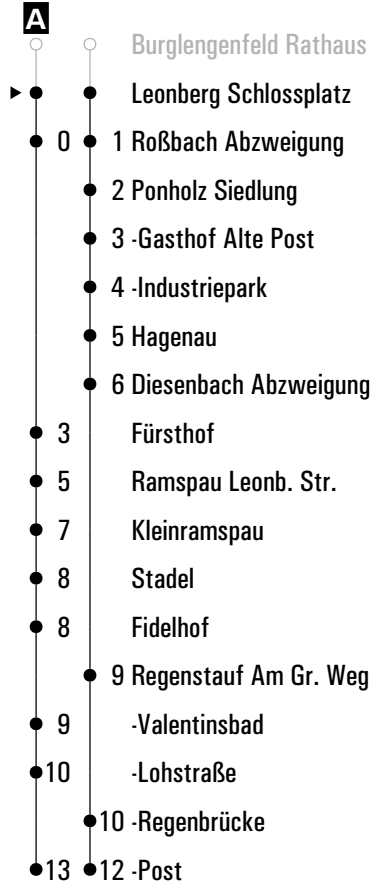 A
Burglengenfeld Rathaus
Leonberg Schlossplatz
0 1 Roßbach Abzweigung
2 Ponholz Siedlung
3 -Gasthof Alte Post
4 -Industriepark
5 Hagenau
6 Diesenbach Abzweigung
3 Fürsthof
5 Ramspau Leonb. Str.
7 Kleinramspau
8 Stadel
8 Fidelhof
9 Regenstauf Am Gr. Weg
9 -Valentinsbad
10 -Lohstraße
10 -Regenbrücke
13 12 -Post